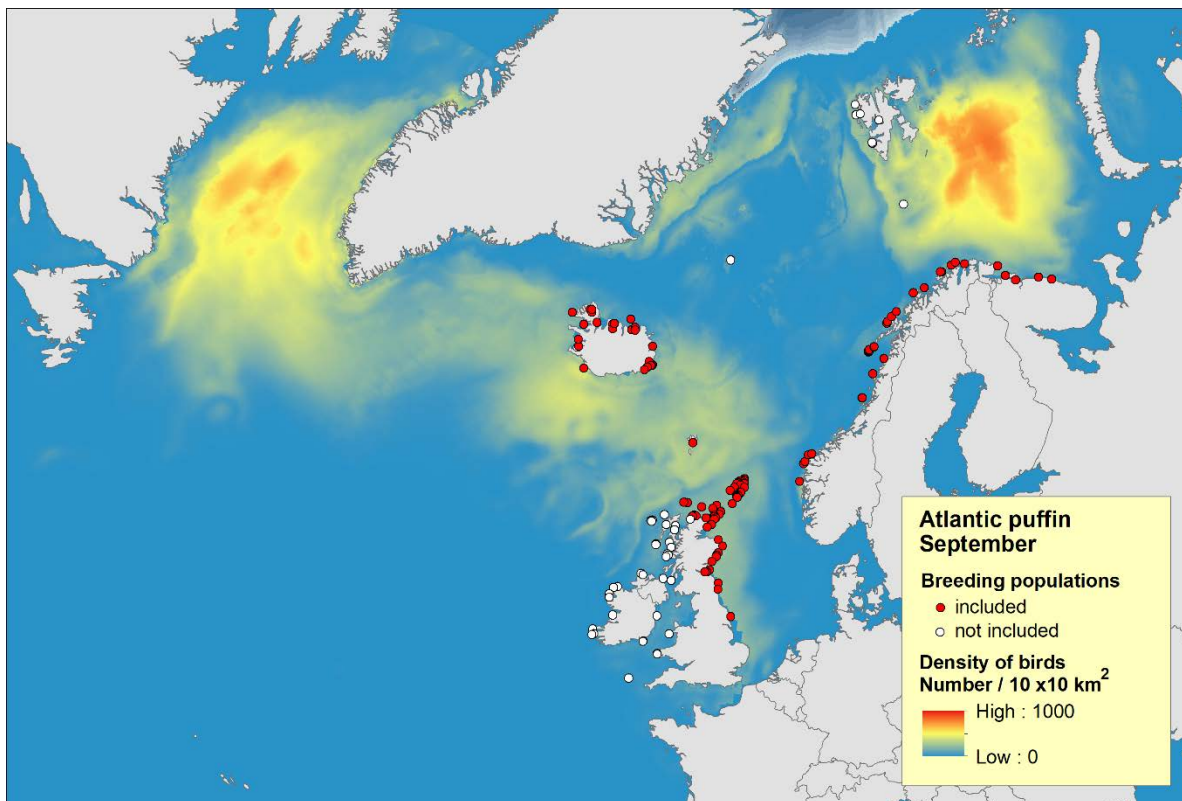 Atlantic puffin
September
Breeding populations
included
not included
Density of birds
Number / 10 x10 km²
High : 1000
Low : 0